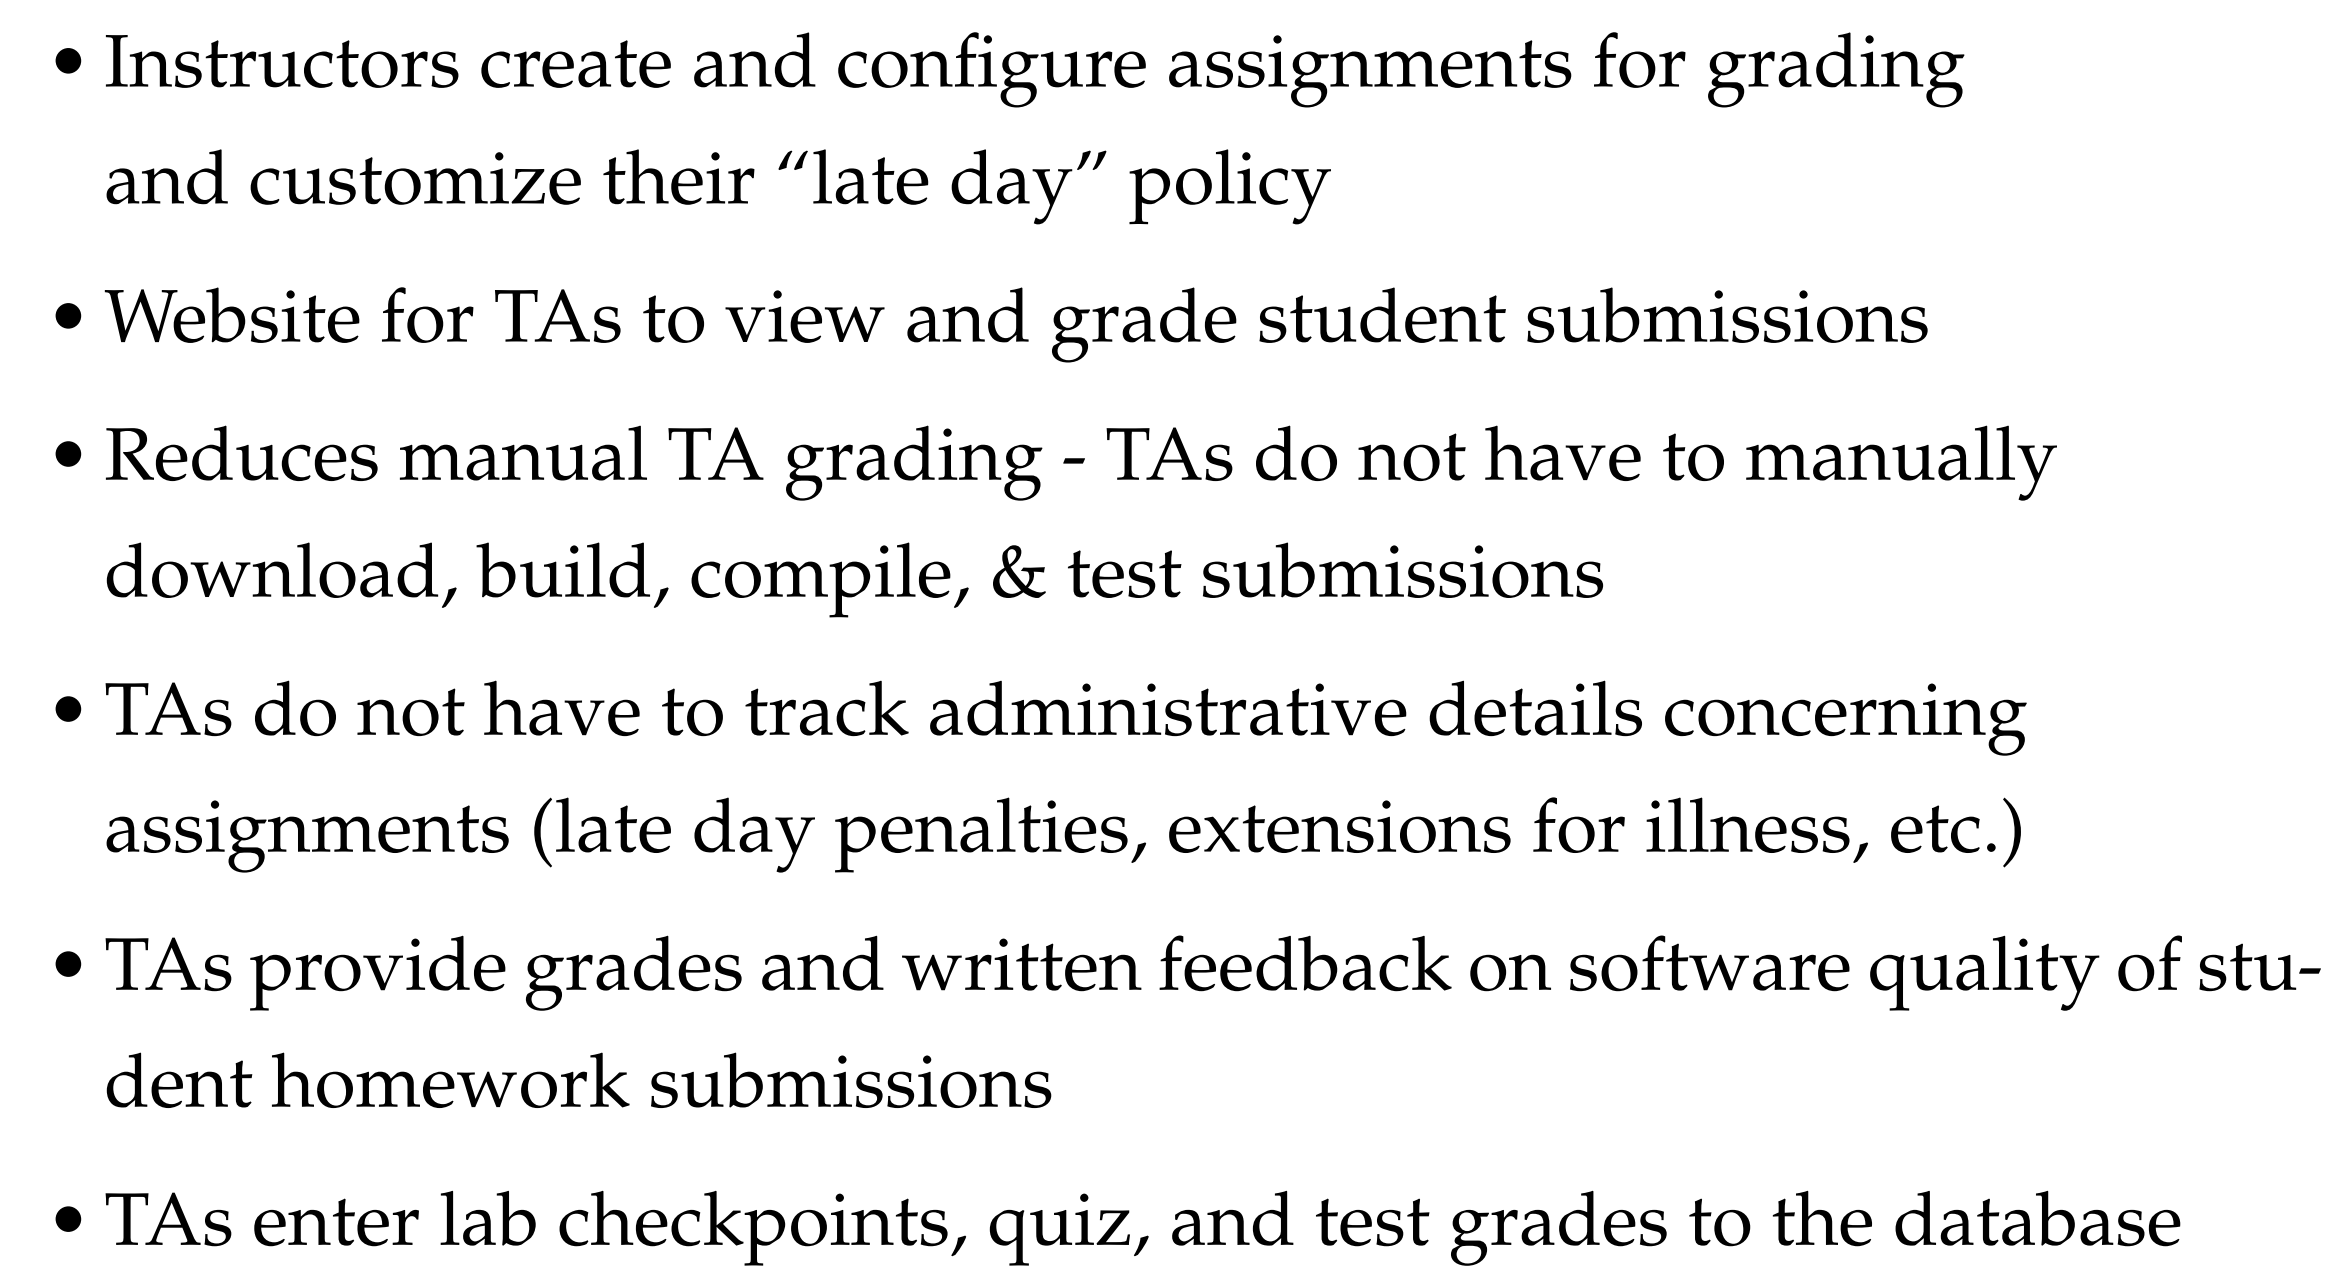 • Instructors create and configure assignments for grading
and customize their “late day” policy
• Website for TAs to view and grade student submissions
• Reduces manual TA grading - TAs do not have to manually
download, build, compile, & test submissions
• TAs do not have to track administrative details concerning
assignments (late day penalties, extensions for illness, etc.)
• TAs provide grades and written feedback on software quality of stu-
dent homework submissions
• TAs enter lab checkpoints, quiz, and test grades to the database